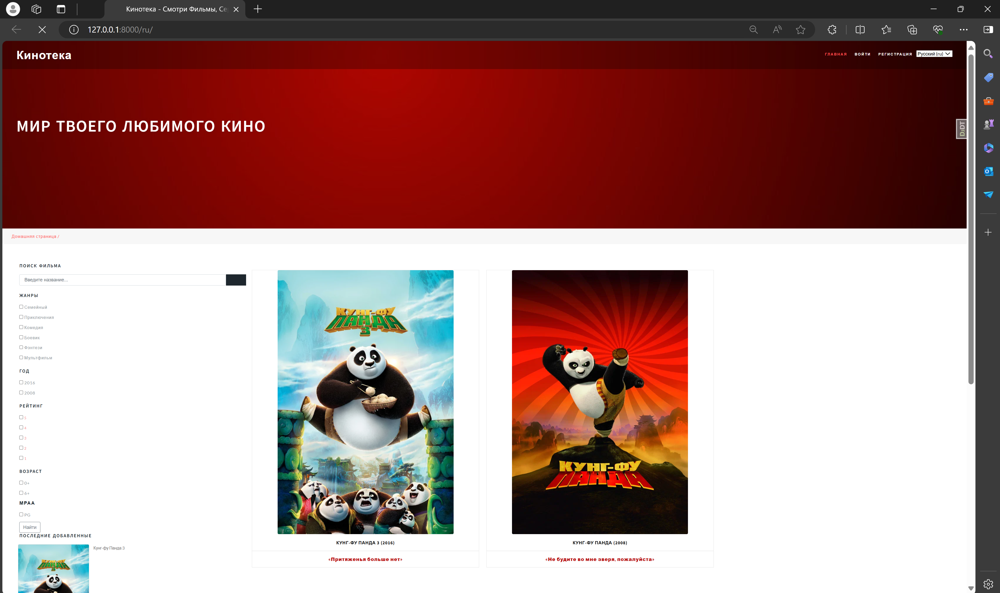 Кинотека - Смотри Фильмы, Се
127.0.0.1:8000/ru/
Кинотека
ГЛАВНАЯ ВОЙТИ РЕГИСТРАЦИЯ Русский (ru)
МИР ТВОЕГО ЛЮБИМОГО КИНО
DjDT
Домашняя страница /
ПОИСК ФИЛЬМА
Введите название...
ЖАНРЫ
Семейный
Приключения
Комедия
Боевик
Фэнтези
Мультфильм
ГОД
2016
2008
РЕЙТИНГ
5
4
3
2
1
ВОЗРАСТ
0+
6+
MPAA
PG
Найти
ПОСЛЕДНИЕ ДОБАВЛЕННЫЕ
КУНГ-ФУ
ПАНДА
3
Кунг-фу Панда 3
КУНГ-ФУ
ПАНДА
3
КУНГ-ФУ ПАНДА 3 (2016)
«Притяженья больше нет»
КУНГ-ФУ
ПАНДА
КУНГ-ФУ ПАНДА (2008)
«Не будите во мне зверя, пожалуйста»